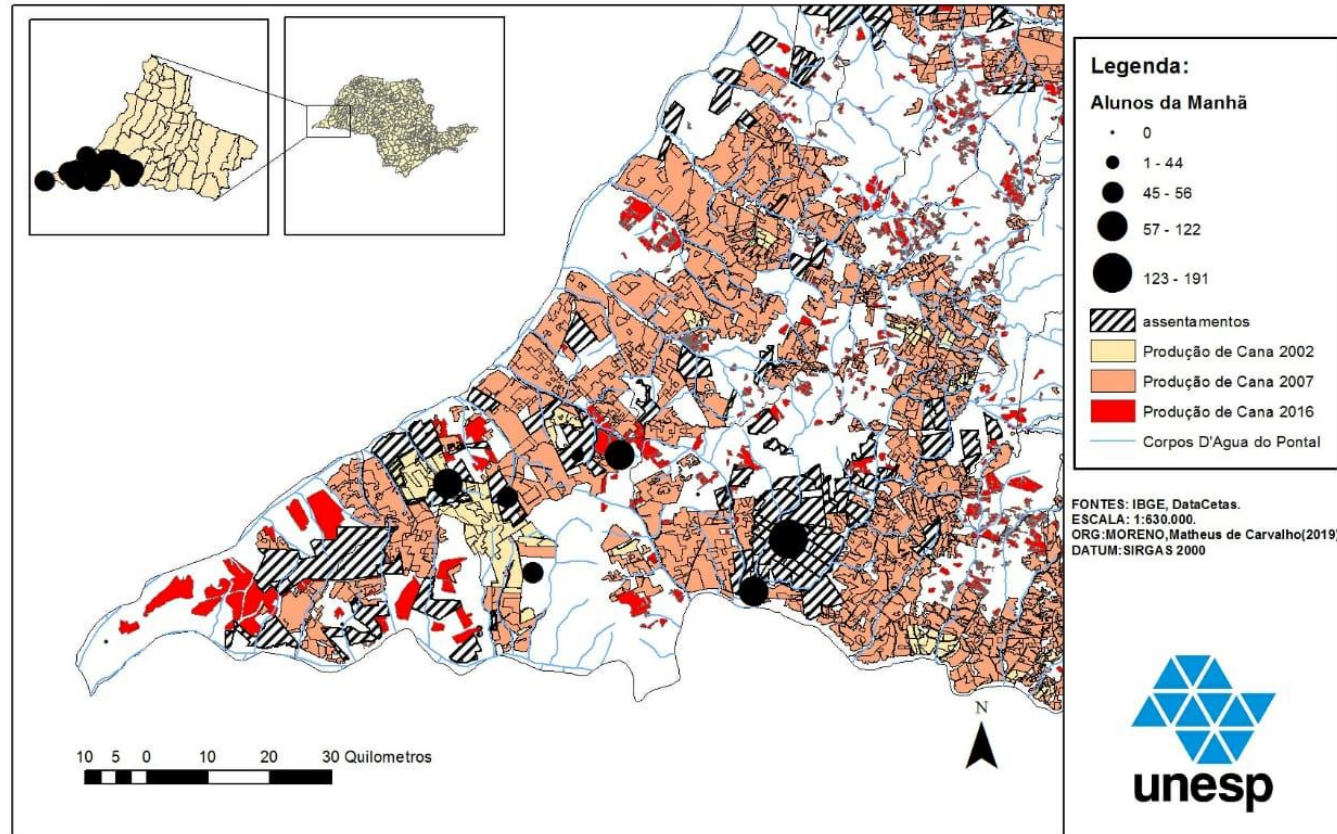 Legenda:
Alunos da Manhã
0
1 - 44
45 - 56
57 - 122
123 - 191
assentamentos
Produção de Cana 2002
Produção de Cana 2007
Produção de Cana 2016
Corpos D'Agua do Pontal
FONTES: IBGE, DataCetas.
ESCALA: 1:630.000.
ORG:MORENO,Matheus de Carvalho(2019)
DATUM:SIRGAS 2000
N
10 5 0 10 20 30 Quilometros
unesp